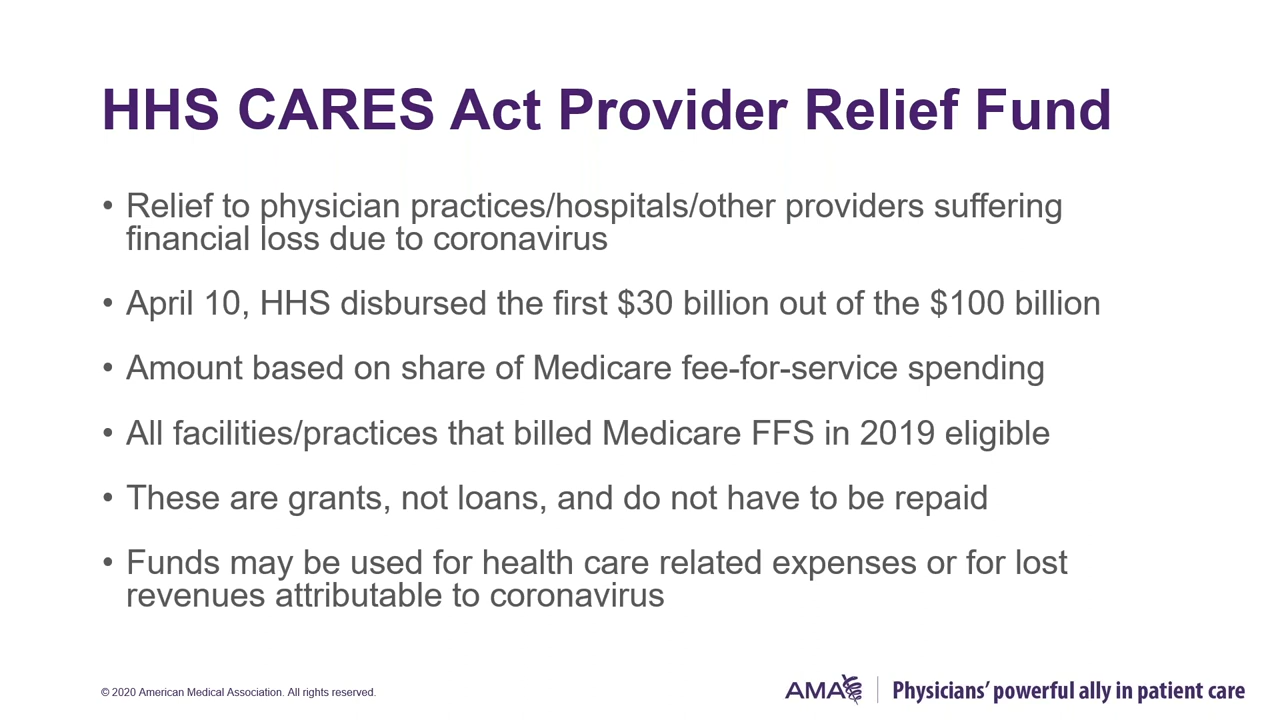 HHS CARES Act Provider Relief Fund
• Relief to physician practices/hospitals/other providers suffering
financial loss due to coronavirus
• April 10, HHS disbursed the first $30 billion out of the $100 billion
• Amount based on share of Medicare fee-for-service spending
• All facilities/practices that billed Medicare FFS in 2019 eligible
• These are grants, not loans, and do not have to be repaid
• Funds may be used for health care related expenses or for lost
revenues attributable to coronavirus
© 2020 American Medical Association. All rights reserved.
AMA
Physicians’ powerful ally in patient care